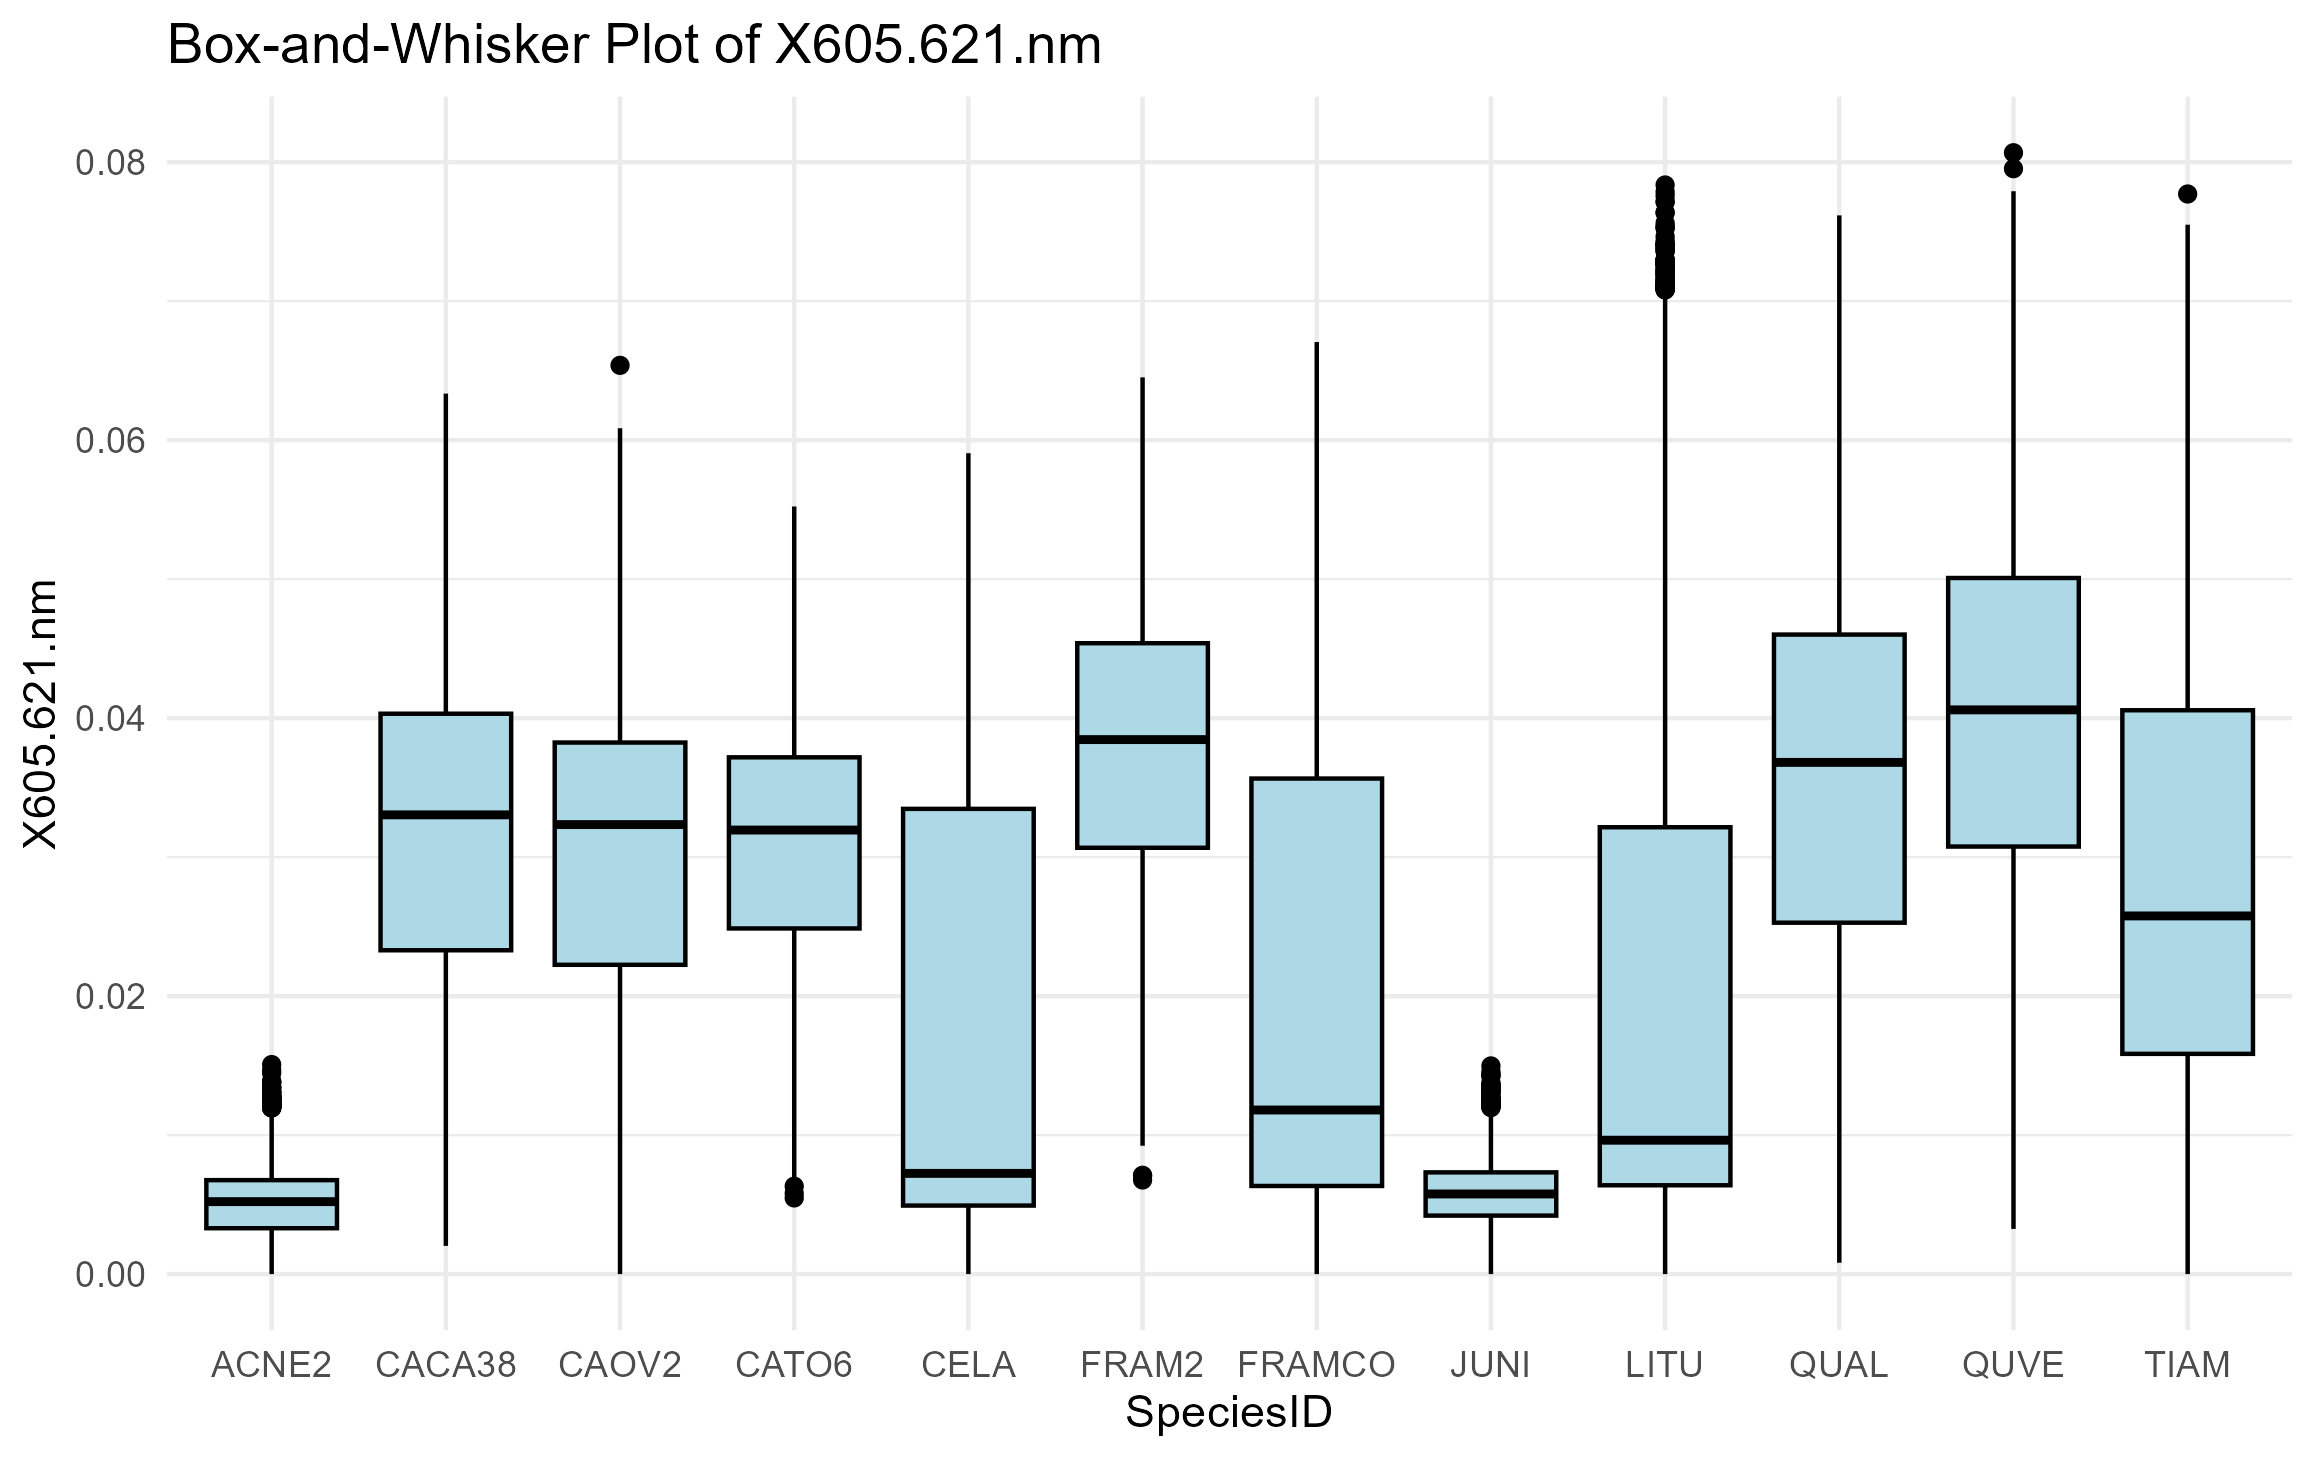 Box-and-Whisker Plot of X605.621.nm
X605.621.nm
0.08
0.06
0.04
0.02
0.00
ACNE2 CACA38 CAOV2 CATO6 CELA FRAM2 FRAMCO JUNI LITU QUAL QUVE TIAM
SpeciesID